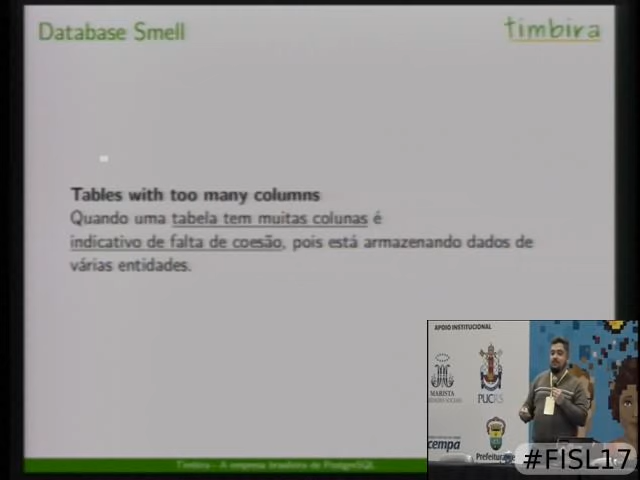 Database Smell
timbira
Tables with too many columns
Quando uma tabela tem muitas colunas é
indicativo de falta de coesão, pois está armazenando dados de
várias entidades.
APOIO INSTITUCIONAL
MARISTA
PUCRS
Prefeitura
#FISL17
Timbira - A empresa brasileira de PostgreSQL